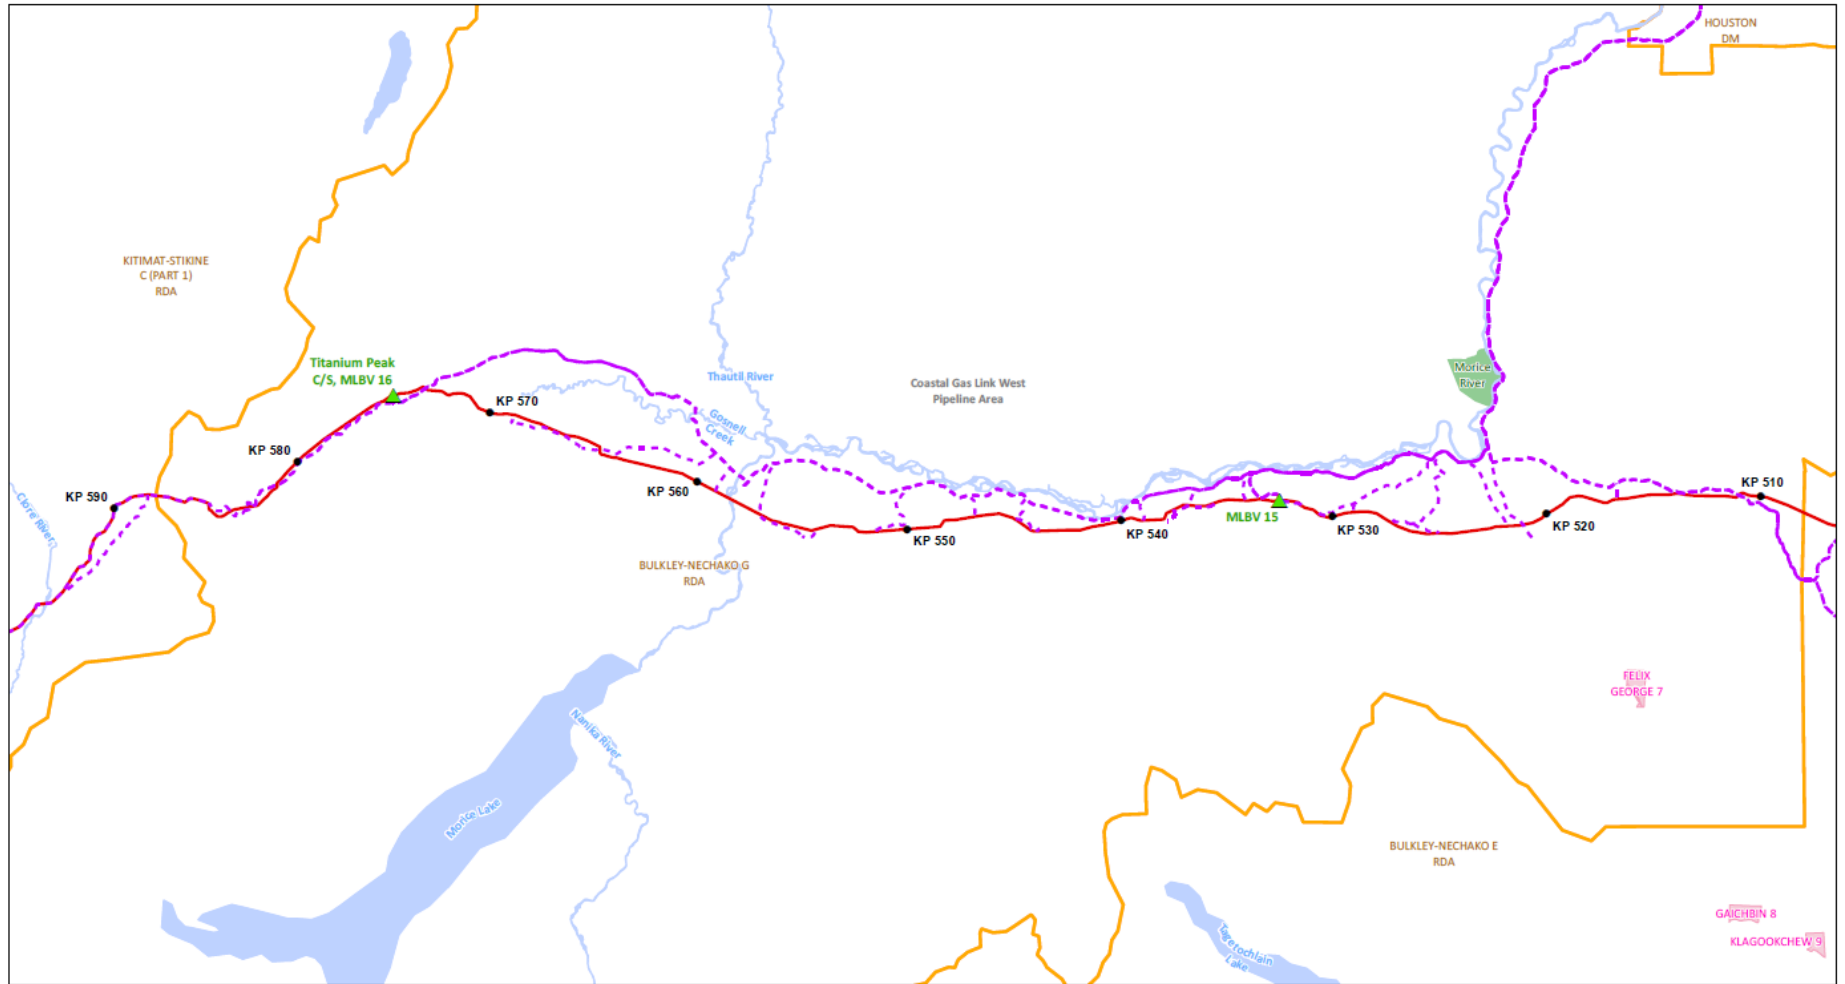 HOUSTON
DM
KITIMAT-STIKINE
C (PART 1)
RDA
Titanium Peak
C/S, MLBV 16
Thautil River
Coastal Gas Link West
Pipeline Area
Morice
River
KP 570
Gosnell
Creek
KP 580
KP 590
KP 560
KP 510
Clore River
MLBV 15
KP 530
KP 520
KP 540
KP 550
BULKLEY-NECHAKO G
RDA
FELIX
GEORGE 7
Nanika River
Morice Lake
BULKLEY-NECHAKO E
RDA
GAICHBIN 8
KLAGOOKCHEW 9
Tagetochlain
Lake